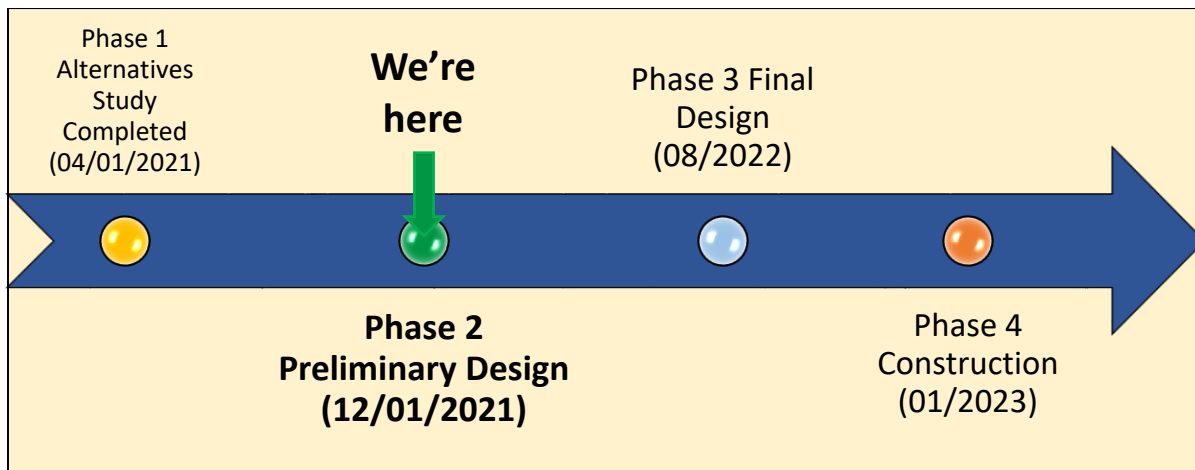 Phase 1
Alternatives
Study
Completed
(04/01/2021)
We're
here
Phase 2
Preliminary Design
(12/01/2021)
Phase 3 Final
Design
(08/2022)
Phase 4
Construction
(01/2023)